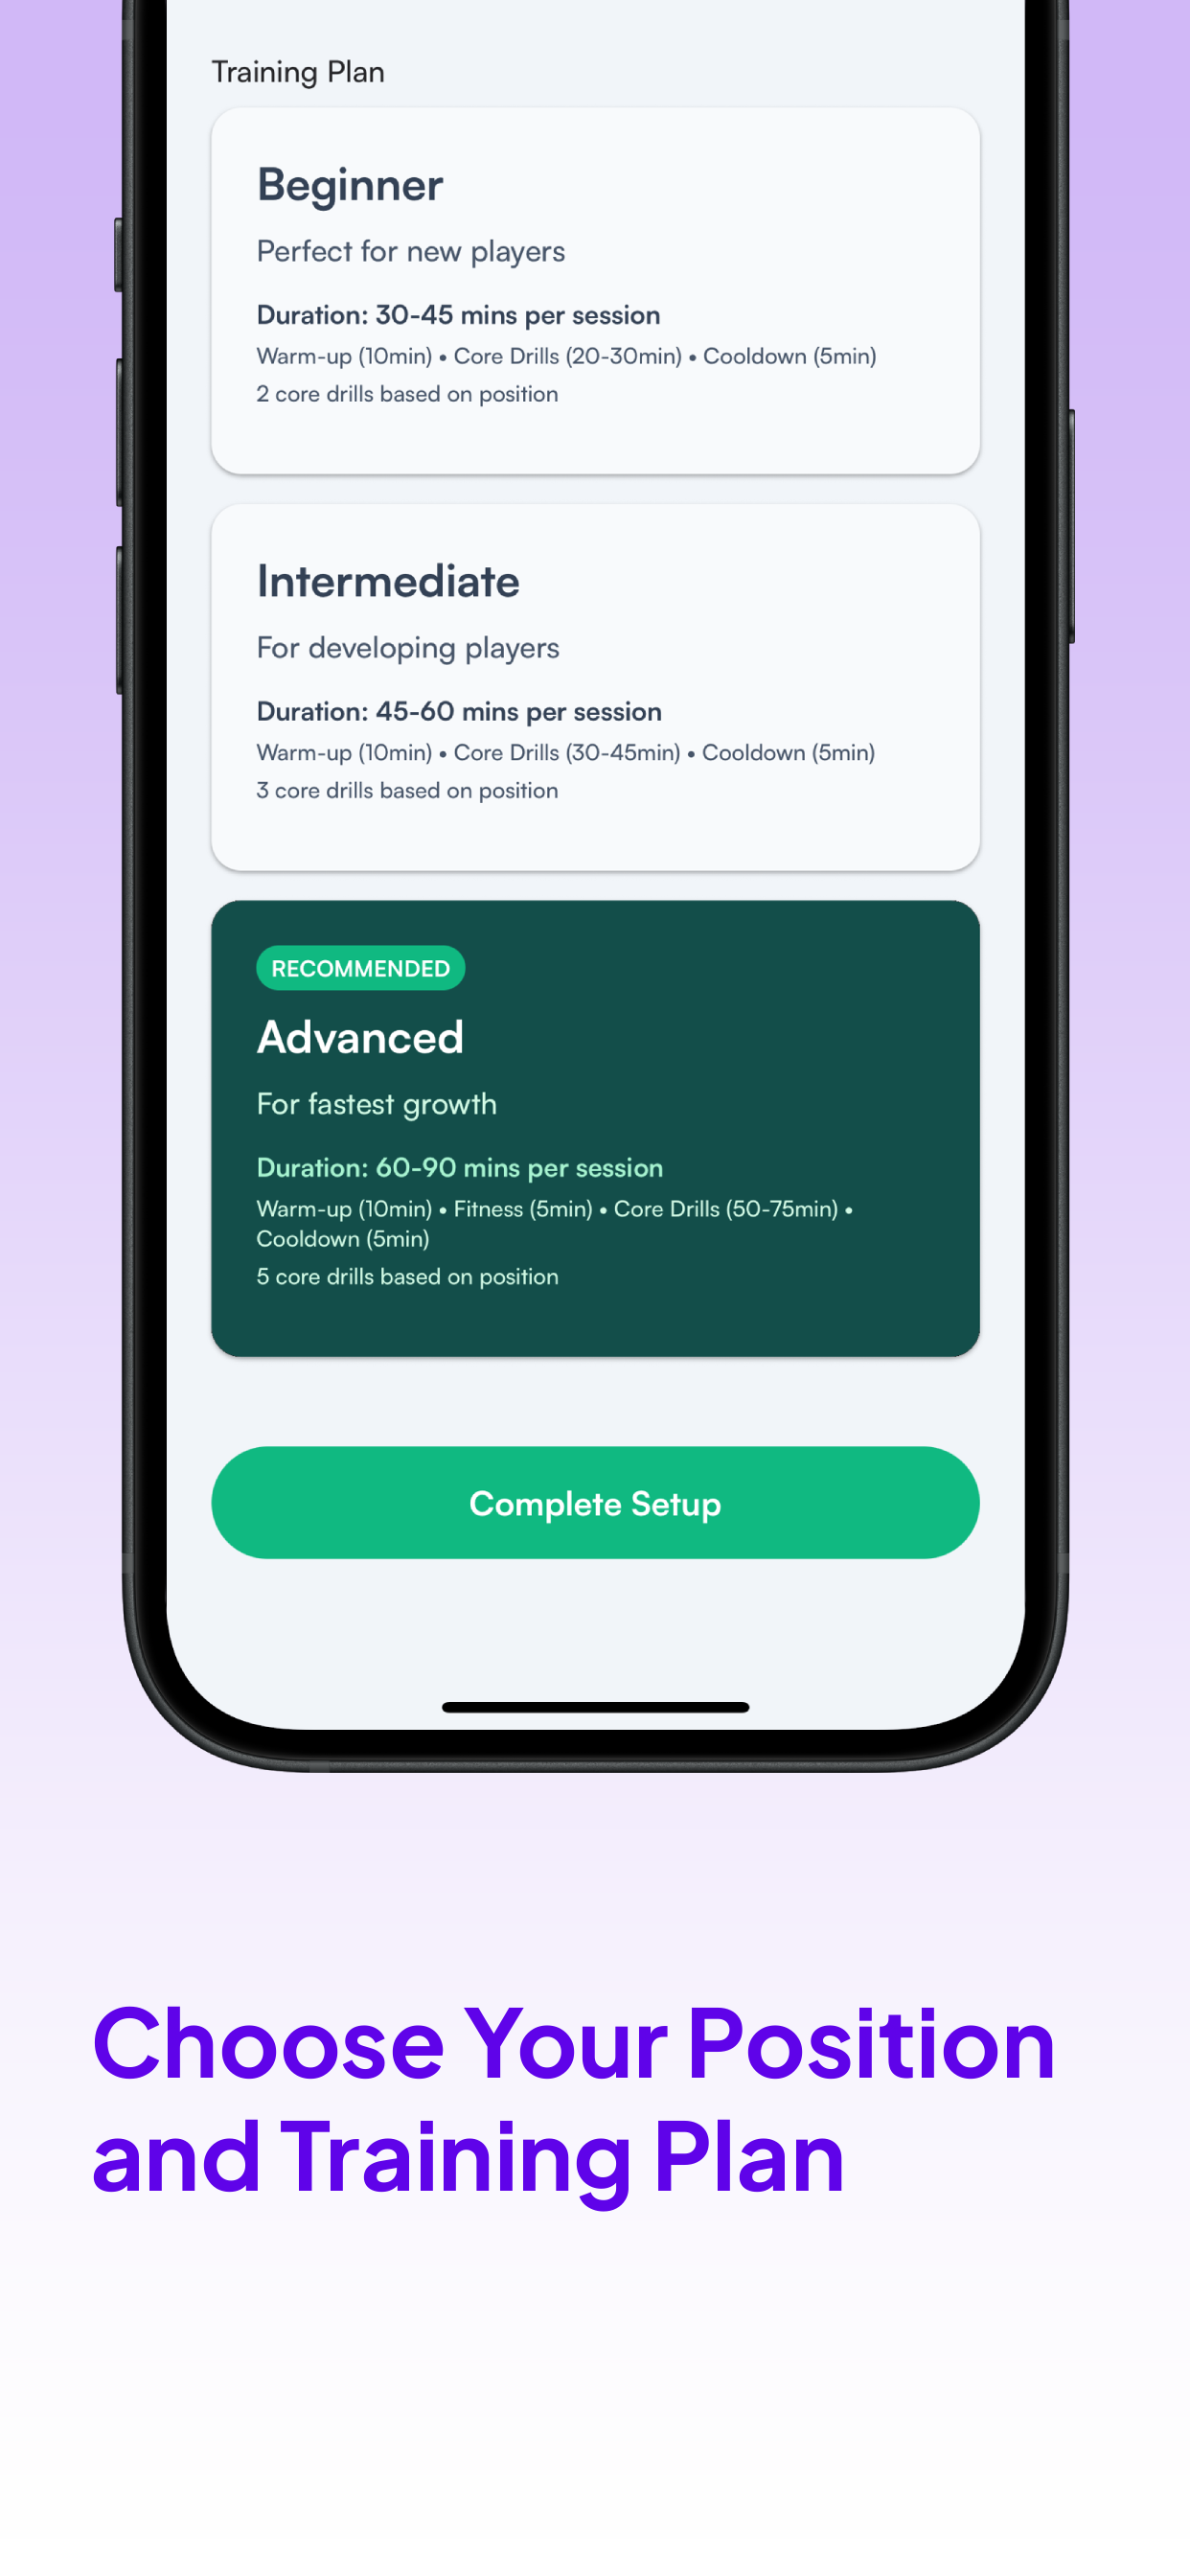 Training Plan
Beginner
Perfect for new players
Duration: 30-45 mins per session
Warm-up (10min) • Core Drills (20-30min) • Cooldown (5min)
2 core drills based on position
Intermediate
For developing players
Duration: 45-60 mins per session
Warm-up (10min) • Core Drills (30-45min) • Cooldown (5min)
3 core drills based on position
RECOMMENDED
Advanced
For fastest growth
Duration: 60-90 mins per session
Warm-up (10min) • Fitness (5min) • Core Drills (50-75min) •
Cooldown (5min)
5 core drills based on position
Complete Setup
Choose Your Position
and Training Plan